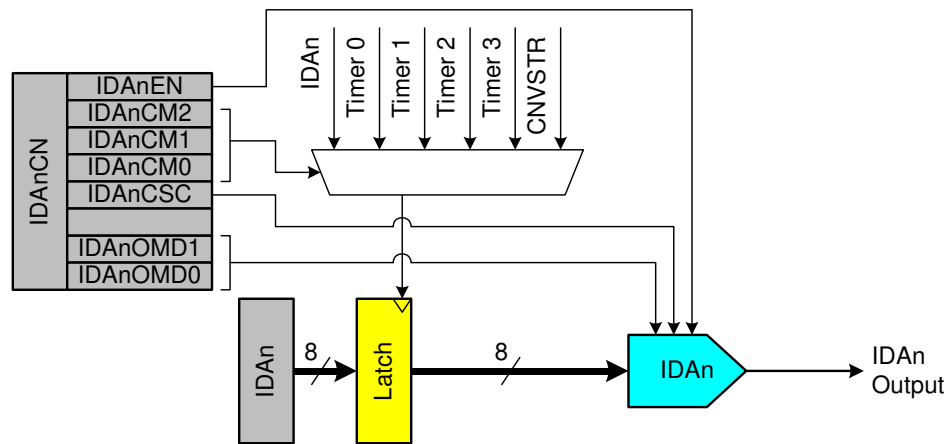 IDAnCN
IDAnEN
IDAnCM2
IDAnCM1
IDAnCM0
IDAnCSC
IDAnOMD1
IDAnOMD0
IDAn
Timer 0
Timer 1
Timer 2
Timer 3
CNVSTR
IDAn
8
Latch
8
IDAn
IDAn
Output